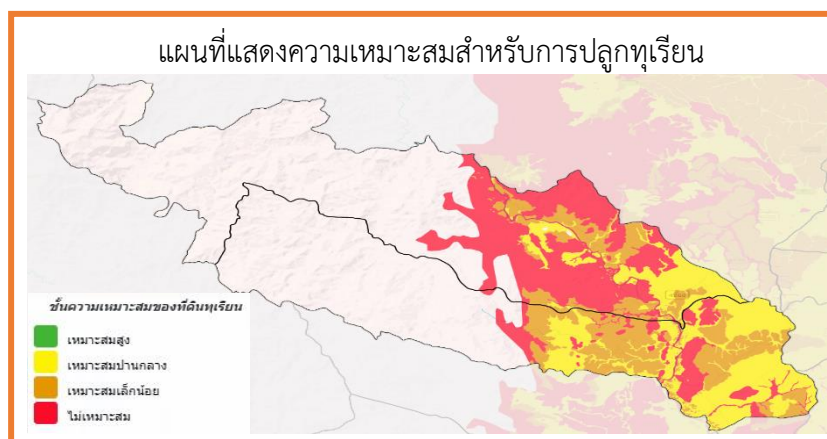 แผนที่แสดงความเหมาะสมสำหรับการปลูกทุเรียน
ชั้นความเหมาะสมของที่ดินทุเรียน
เหมาะสมสูง
เหมาะสมปานกลาง
เหมาะสมเล็กน้อย
ไม่เหมาะสม